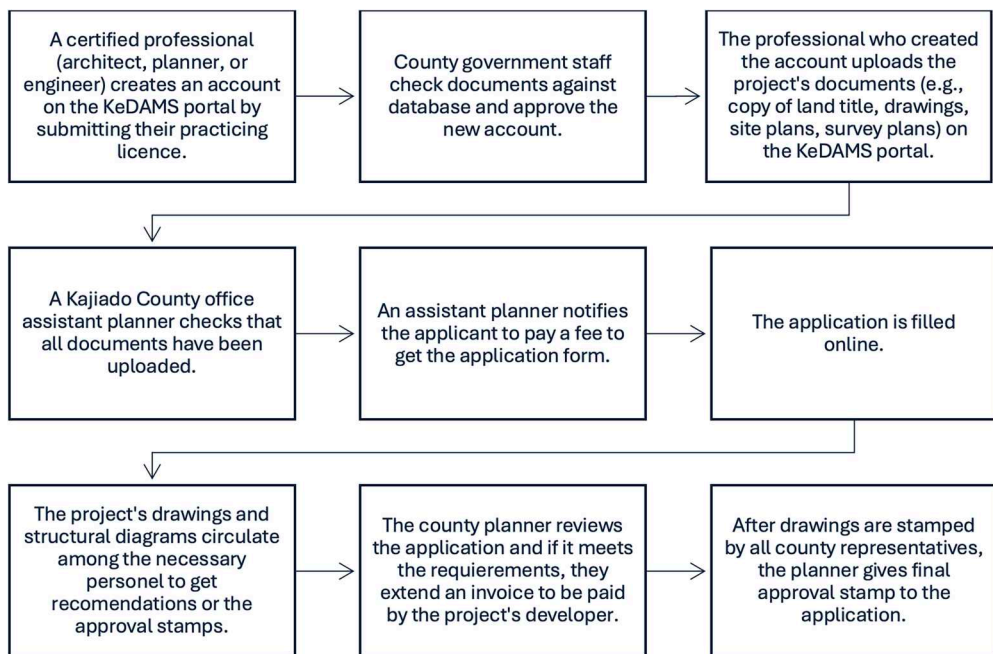 A certified professional
(architect, planner, or
engineer) creates an account
on the KeDAMS portal by
submitting their practicing
licence.
County government staff
check documents against
database and approve the
new account.
The professional who created
the account uploads the
project's documents (e.g.,
copy of land title, drawings,
site plans, survey plans) on
the KeDAMS portal.
A Kajiado County office
assistant planner checks that
all documents have been
uploaded.
An assistant planner notifies
the applicant to pay a fee to
get the application form.
The application is filled
online.
The project's drawings and
structural diagrams circulate
among the necessary
personel to get
recomendations or the
approval stamps.
The county planner reviews
the application and if it meets
the requierements, they
extend an invoice to be paid
by the project's developer.
After drawings are stamped
by all county representatives,
the planner gives final
approval stamp to the
application.